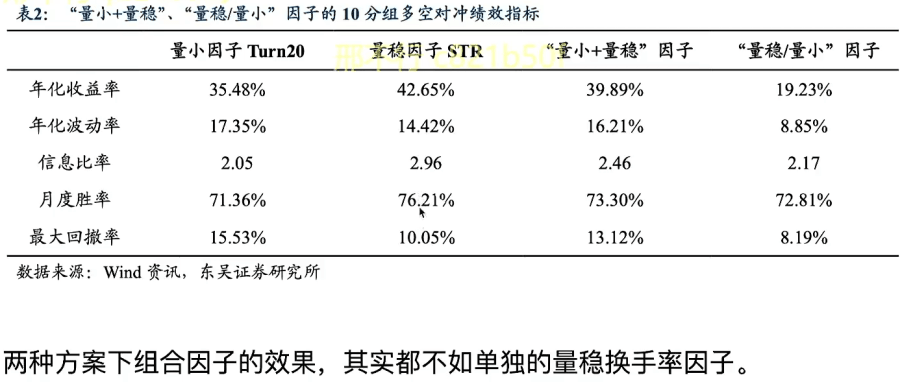 表2： “量小+量稳”、“量稳/量小”因子的 10 分组多空对冲绩效指标
量小因子 Turn20 量稳因子 STR “量小+量稳”因子 “量稳/量小”因子
年化收益率 35.48% 42.65% 39.89% 19.23%
年化波动率 17.35% 14.42% 16.21% 8.85%
信息比率 2.05 2.96 2.46 2.17
月度胜率 71.36% 76.21% 73.30% 72.81%
最大回撤率 15.53% 10.05% 13.12% 8.19%
数据来源：Wind 资讯，东吴证券研究所
两种方案下组合因子的效果，其实都不如单独的量稳换手率因子。